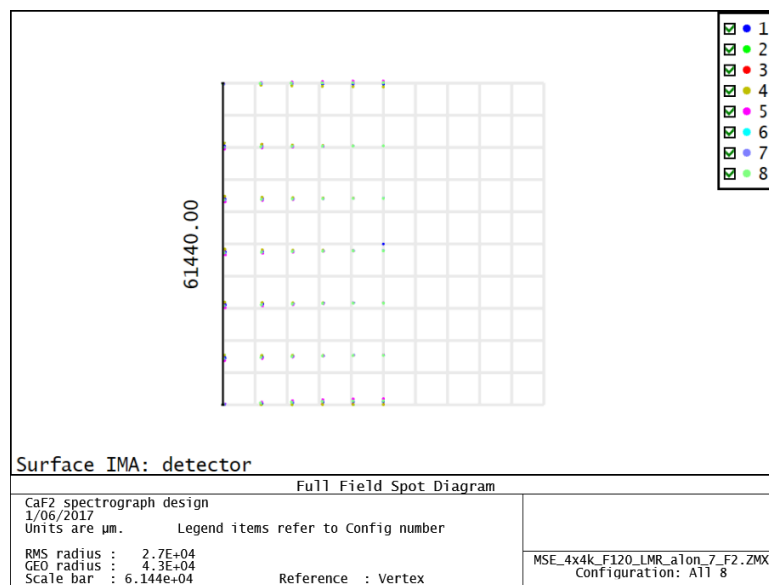 1
2
3
4
5
6
7
8
61440.00
Surface IMA: detector
Full Field Spot Diagram
CaF2 spectrograph design
1/06/2017
Units are µm. Legend items refer to Config number
RMS radius : 2.7E+04
GEO radius : 4.3E+04
Scale bar : 6.144e+04 Reference : Vertex
MSE_4x4k_F120_LMR_alon_7_F2.ZMX
Configuration: All 8